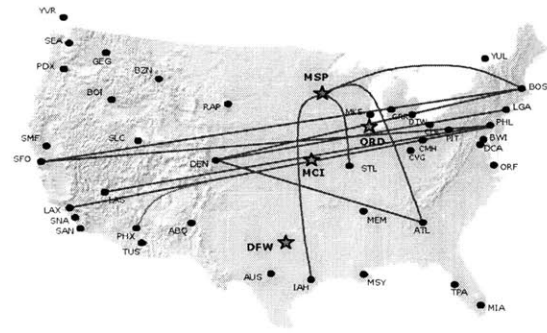 YVR
SEA
PDX
GEG
BZN
BOI
RAP
MSP
YUL
BOS
LGA
PHL
BWI
DCA
ORF
MKE
GRR
DTW
ORD
PIT
CMH
CVG
SMF
SFO
SLC
DEN
MCI
STL
LAS
LAX
SNA
SAN
PHX
TUS
ABQ
MEM
ATL
DFW
AUS
IAH
MSY
TPA
MIA